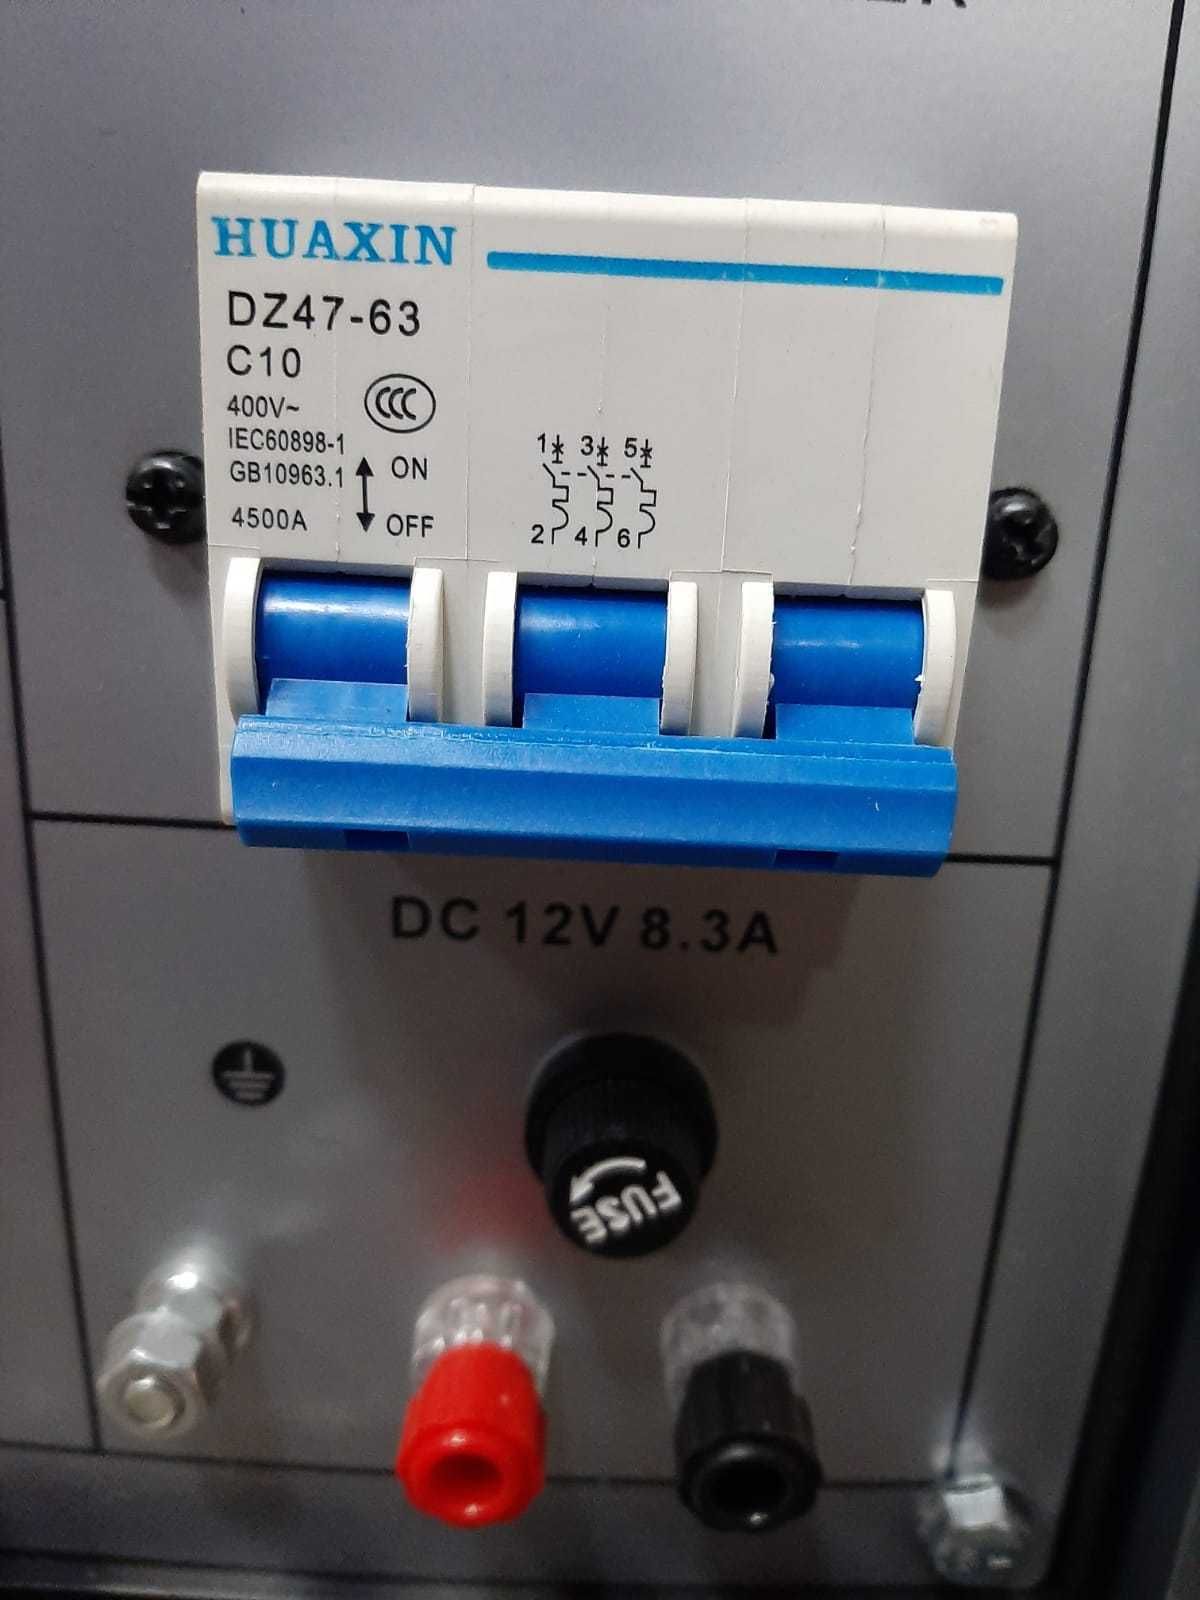 HUAXIN
DZ47-63
C10
400V~
CCC
IEC60898-1
GB10963.1
ON
4500A
OFF
1 3 5
2 4 6
DC 12V 8.3A
FUSE